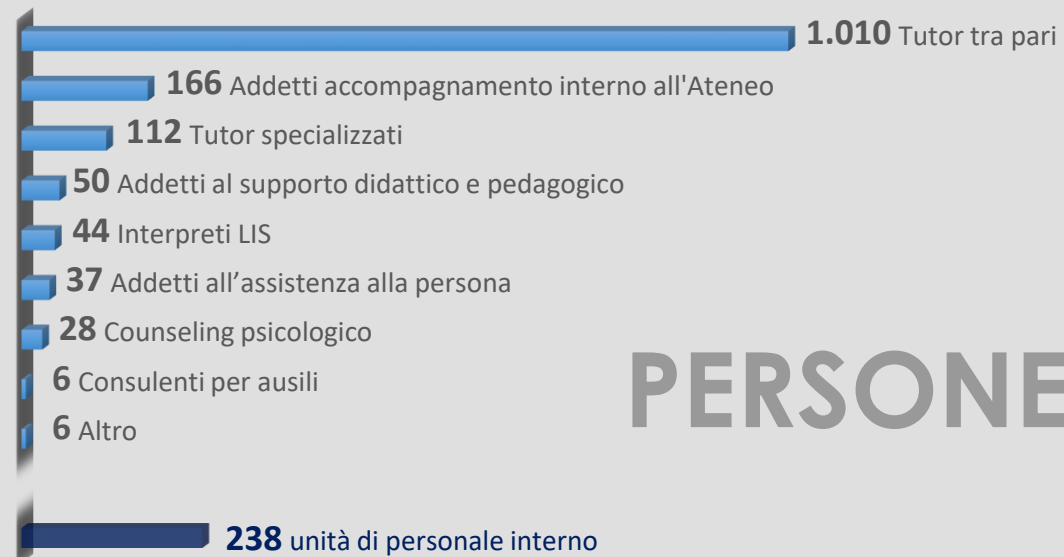 1.010 Tutor tra pari
166 Addetti accompagnamento interno all'Ateneo
112 Tutor specializzati
50 Addetti al supporto didattico e pedagogico
44 Interpreti LIS
37 Addetti all’assistenza alla persona
28 Counseling psicologico
6 Consulenti per ausili
6 Altro
PERSONE
238 unità di personale interno